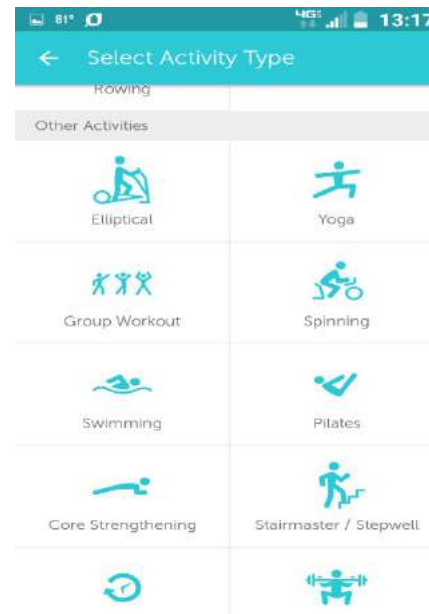 81° 4G 13:17
Select Activity Type
Rowing
Other Activities
Elliptical Yoga
Group Workout Spinning
Swimming Pilates
Core Strengthening Stairmaster / Stepwell